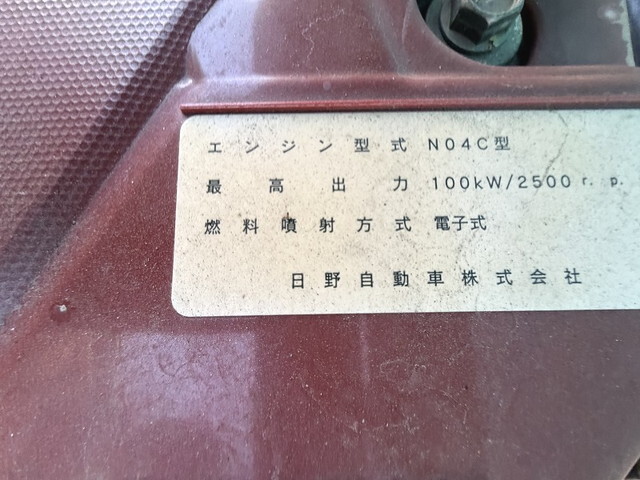 エンジン型式 N04C型
最高出力 100kW/2500 r. p.
燃料噴射方式 電子式
日野自動車株式会社